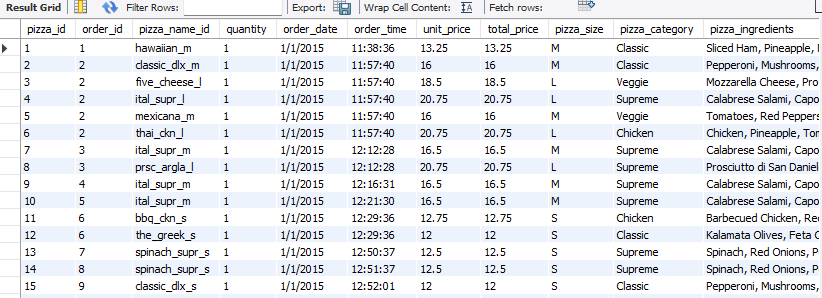 Result Grid Filter Rows: Export: Wrap Cell Content: Fetch rows:
pizza_id order_id pizza_name_id quantity order_date order_time unit_price total_price pizza_size pizza_category pizza_ingredients
1 1 hawaiian_m 1 1/1/2015 11:38:36 13.25 13.25 M Classic Sliced Ham, Pineapple,
2 2 classic_dlx_m 1 1/1/2015 11:57:40 16 16 M Classic Pepperoni, Mushrooms,
3 2 five_cheese_l 1 1/1/2015 11:57:40 18.5 18.5 L Veggie Mozzarella Cheese, Pro
4 2 ital_supr_l 1 1/1/2015 11:57:40 20.75 20.75 L Supreme Calabrese Salami, Capo
5 2 mexicana_m 1 1/1/2015 11:57:40 16 16 M Veggie Tomatoes, Red Peppers
6 2 thai_ckn_l 1 1/1/2015 11:57:40 20.75 20.75 L Chicken Chicken, Pineapple, Tom
7 3 ital_supr_m 1 1/1/2015 12:12:28 16.5 16.5 M Supreme Calabrese Salami, Capo
8 3 prsc_argla_l 1 1/1/2015 12:12:28 20.75 20.75 L Supreme Prosciutto di San Daniel
9 4 ital_supr_m 1 1/1/2015 12:16:31 16.5 16.5 M Supreme Calabrese Salami, Capo
10 5 ital_supr_m 1 1/1/2015 12:21:30 16.5 16.5 M Supreme Calabrese Salami, Capo
11 6 bbq_ckn_s 1 1/1/2015 12:29:36 12.75 12.75 S Chicken Barbecued Chicken, Rec
12 6 the_greek_s 1 1/1/2015 12:29:36 12 12 S Classic Kalamata Olives, Feta C
13 7 spinach_supr_s 1 1/1/2015 12:50:37 12.5 12.5 S Supreme Spinach, Red Onions, P
14 8 spinach_supr_s 1 1/1/2015 12:51:37 12.5 12.5 S Supreme Spinach, Red Onions, P
15 9 classic_dlx_s 1 1/1/2015 12:52:01 12 12 S Classic Pepperoni, Mushrooms,